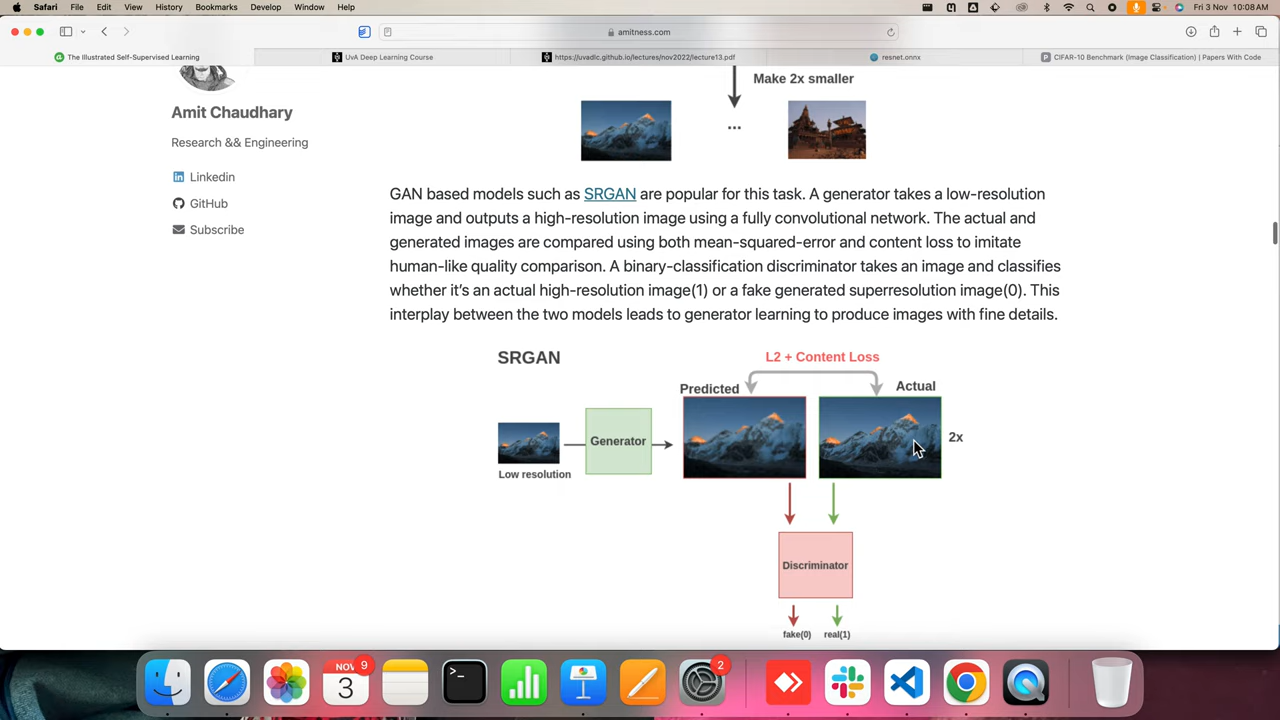 Safari File Edit View History Bookmarks Develop Window Help Fri 3 Nov 10:08 AM
amitness.com
The Illustrated Self-Supervised Learning UvA Deep Learning Course https://uvadlc.github.io/lectures/nov2022/lecture13.pdf resnet.onnx CIFAR-10 Benchmark (Image Classification) | Papers With Code
Amit Chaudhary
Research && Engineering
Linkedin
GitHub
Subscribe
Make 2x smaller
...
GAN based models such as SRGAN are popular for this task. A generator takes a low-resolution
image and outputs a high-resolution image using a fully convolutional network. The actual and
generated images are compared using both mean-squared-error and content loss to imitate
human-like quality comparison. A binary-classification discriminator takes an image and classifies
whether it's an actual high-resolution image(1) or a fake generated superresolution image(0). This
interplay between the two models leads to generator learning to produce images with fine details.
SRGAN
L2 + Content Loss
Predicted
Actual
Generator
2x
Low resolution
Discriminator
fake(0) real(1)
NOV 9
3
2